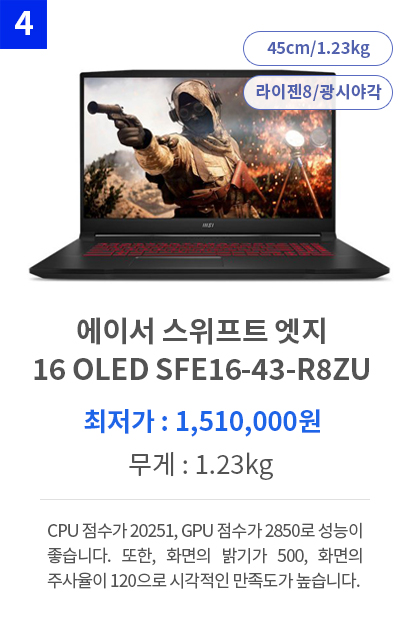 4
45cm/1.23kg
라이젠8/광시야각
msi
에이서 스위프트 엣지
16 OLED SFE16-43-R8ZU
최저가 : 1,510,000원
무게 : 1.23kg
CPU 점수가 20251, GPU 점수가 2850로 성능이
좋습니다. 또한, 화면의 밝기가 500, 화면의
주사율이 120으로 시각적인 만족도가 높습니다.